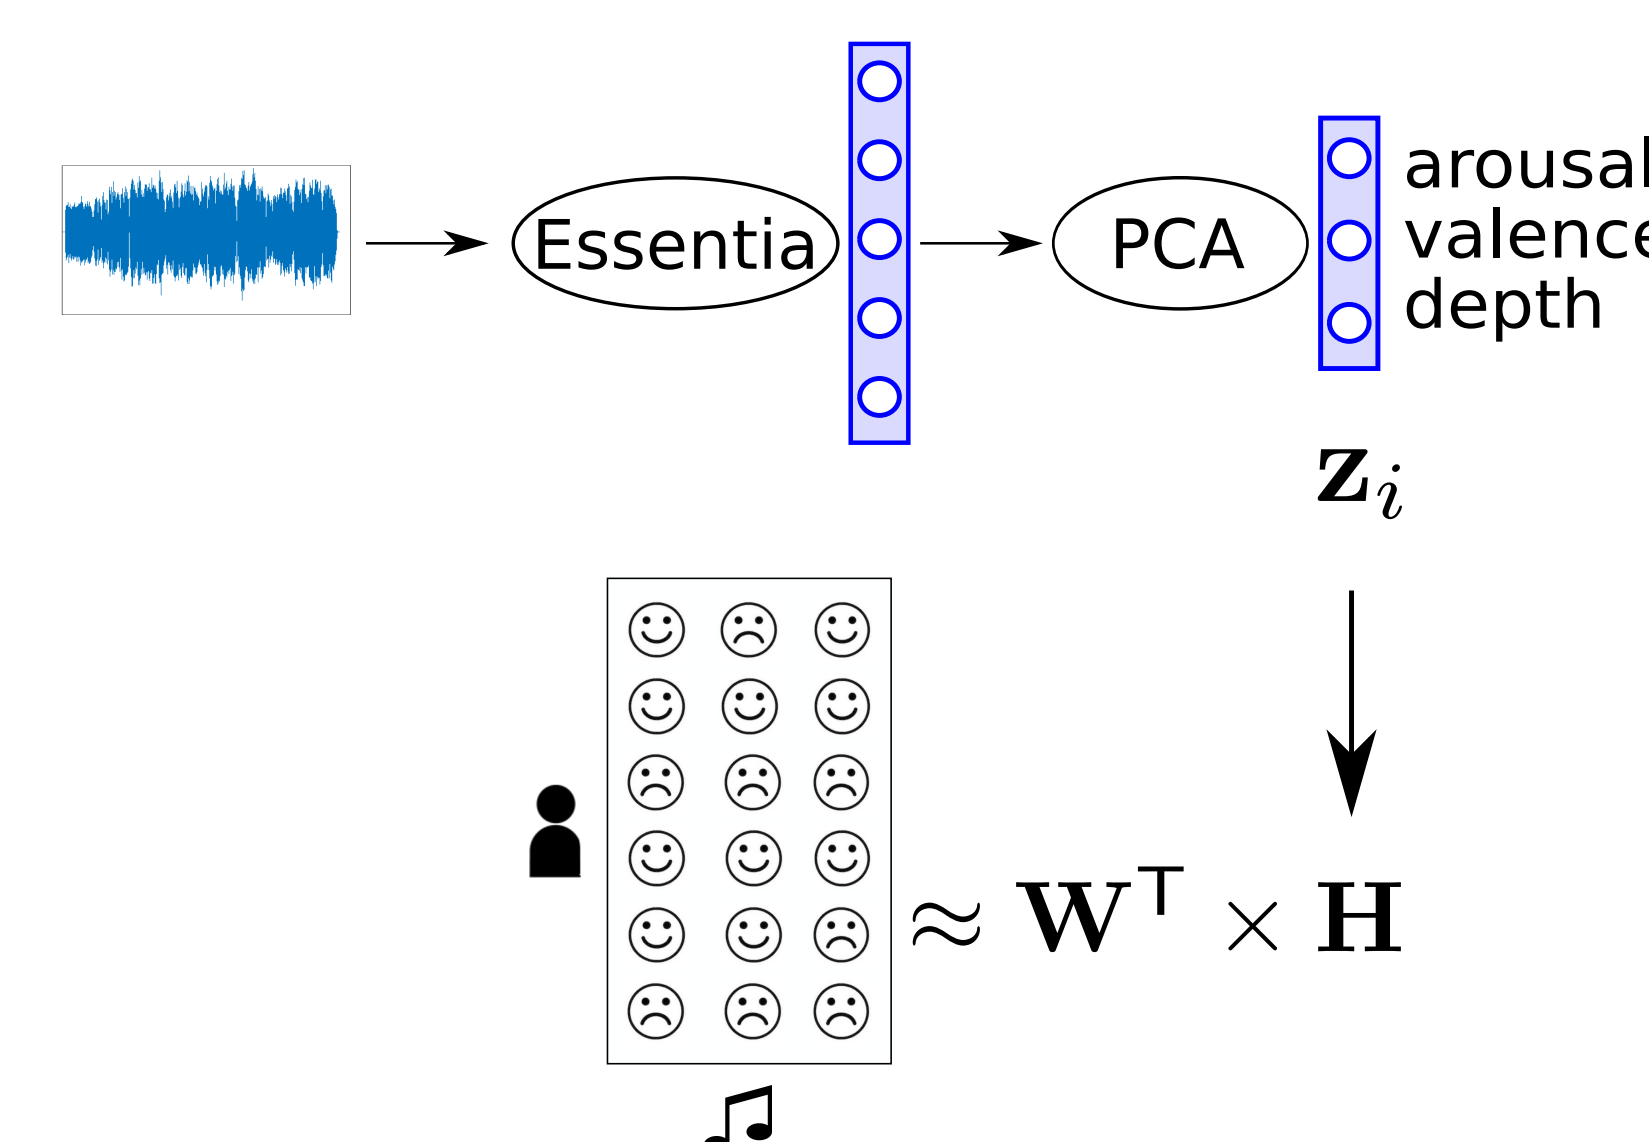 Essentia
PCA
arousal
valence
depth
z_i
≈ W^⊤ × H